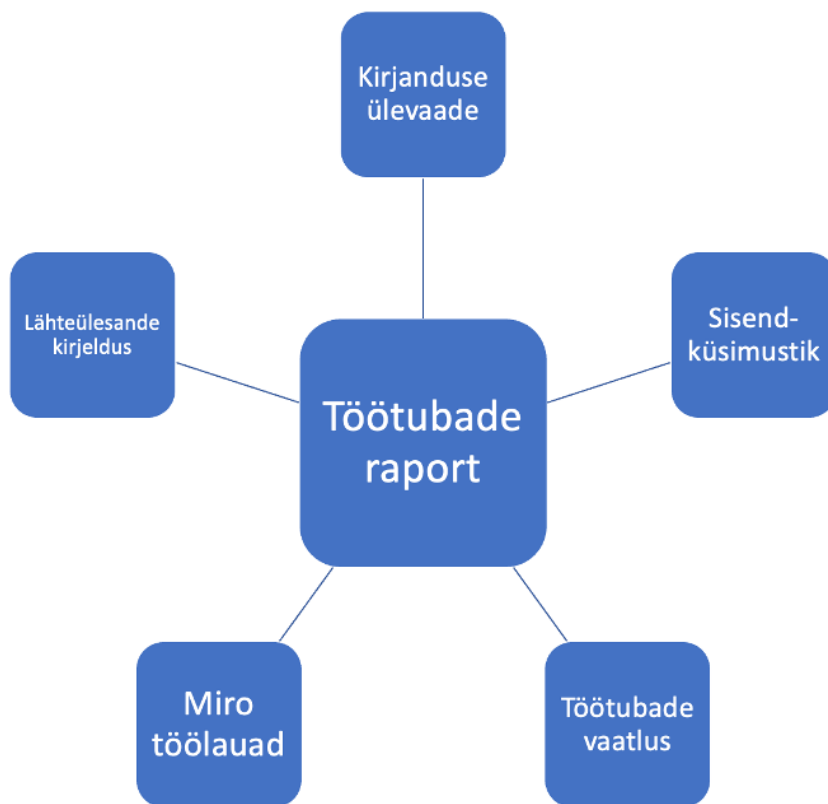 Kirjanduse
ülevaade
Lähteülesande
kirjeldus
Sisend-
küsimustik
Töötubade
raport
Miro
töölauad
Töötubade
vaatlus